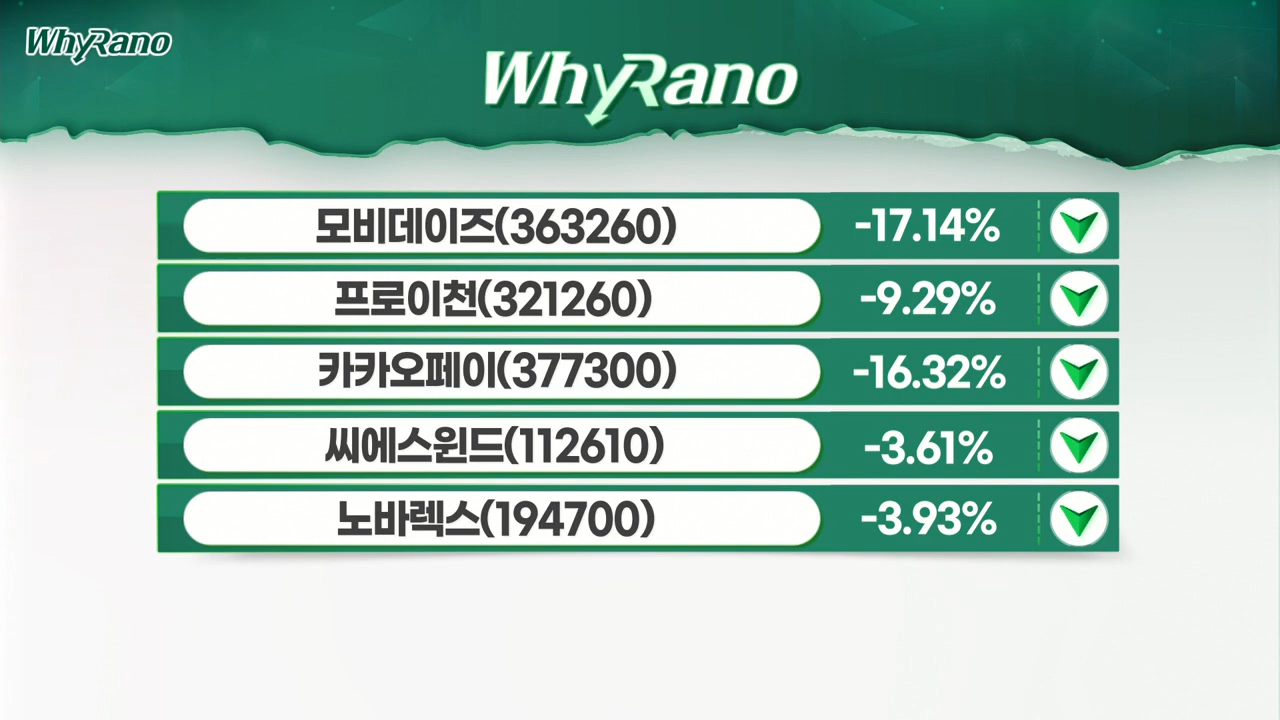 WhyRano
WhyRano
모비데이즈(363260) -17.14%
프로이천(321260) -9.29%
카카오페이(377300) -16.32%
씨에스윈드(112610) -3.61%
노바렉스(194700) -3.93%